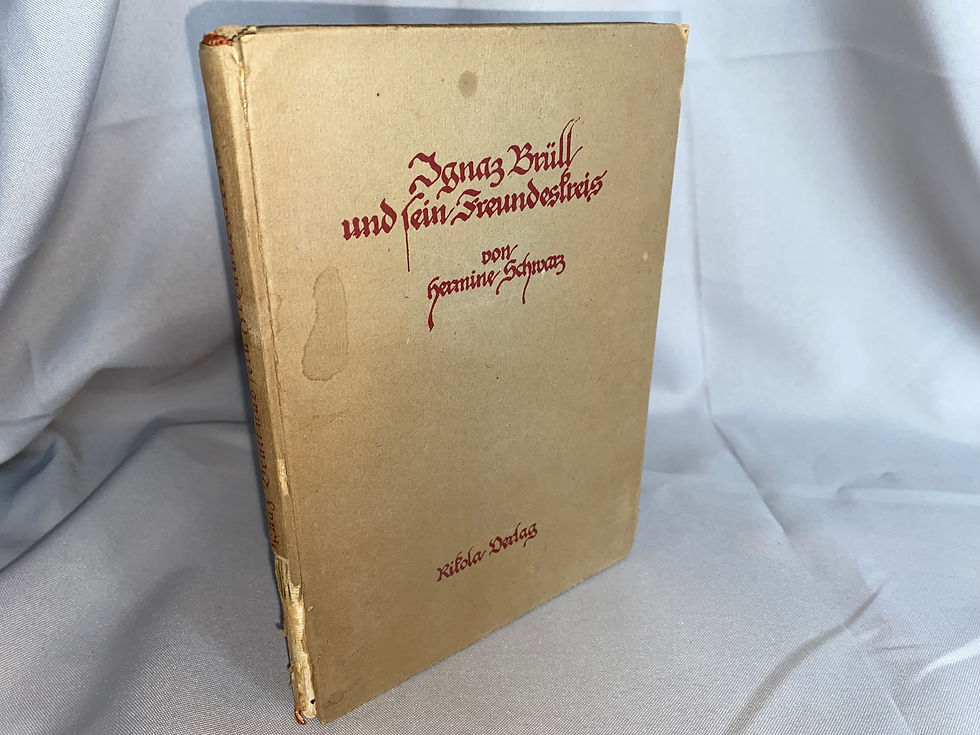 Ignaz Brüll
und sein Freundeskreis
von
Hermine Schwarz
Rikola Verlag